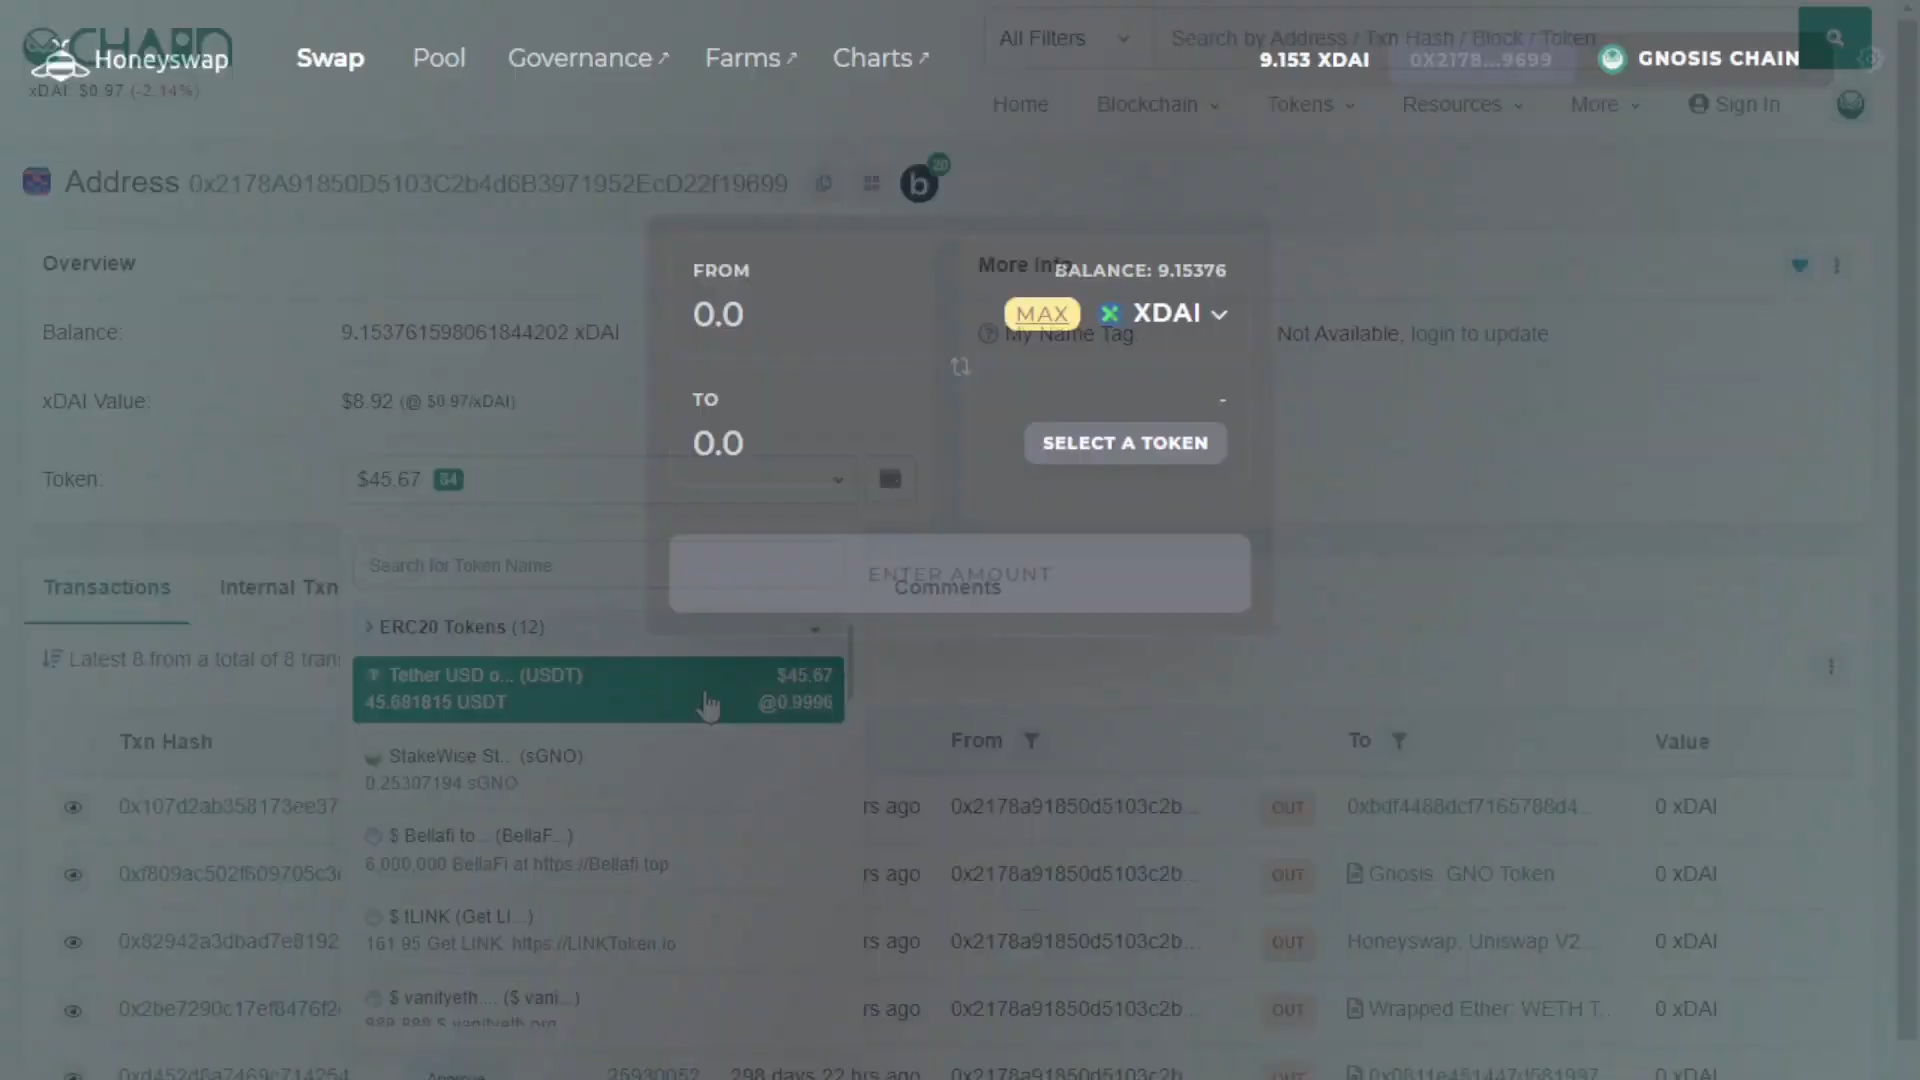 CHAIN
Honeyswap
Swap
Pool
Governance↗
Farms↗
Charts↗
All Filters
Search by Address / Txn Hash / Block / Token
9.153 XDAI
0X2178...9699
GNOSIS CHAIN
xDAI: $0.97 (-2.14%)
Home
Blockchain
Tokens
Resources
More
Sign In
Address 0x2178A91850D5103C2b4d6B3971952EcD22f19699
b
20
Overview
More Info
FROM
BALANCE: 9.15376
0.0
MAX
XDAI
Balance:
9.153761598061844202 xDAI
My Name Tag
Not Available, login to update
xDAI Value:
$8.92 (@ $0.97/xDAI)
TO
-
0.0
SELECT A TOKEN
Token:
$45.67
Search for Token Name
ENTER AMOUNT
Transactions
Internal Txn
Comments
ERC20 Tokens (12)
Latest 8 from a total of 8 tran
Tether USD o... (USDT)
$45.67
45.681815 USDT
@0.9996
Txn Hash
From
To
Value
StakeWise St.. (sGNO)
0.25307194 sGNO
0x107d2ab358173ee37
rs ago
0x2178a91850d5103c2b...
OUT
0xbdf4488dcf7165788d4...
0 xDAI
$ Bellafi to... (BellaF...)
6,000,000 BellaFi at https://Bellafi.top
0xf809ac502f609705c3
rs ago
0x2178a91850d5103c2b...
OUT
Gnosis: GNO Token
0 xDAI
$ tLINK (Get LI...)
161.95 Get LINK: https://LINKToken.io
0x82942a3dbad7e8192
rs ago
0x2178a91850d5103c2b...
OUT
Honeyswap: Uniswap V2...
0 xDAI
$ vanityeth.... ($ vani...)
0x2be7290c17ef8476f2
rs ago
0x2178a91850d5103c2b...
OUT
Wrapped Ether: WETH T...
0 xDAI
298 days 22 hrs ago